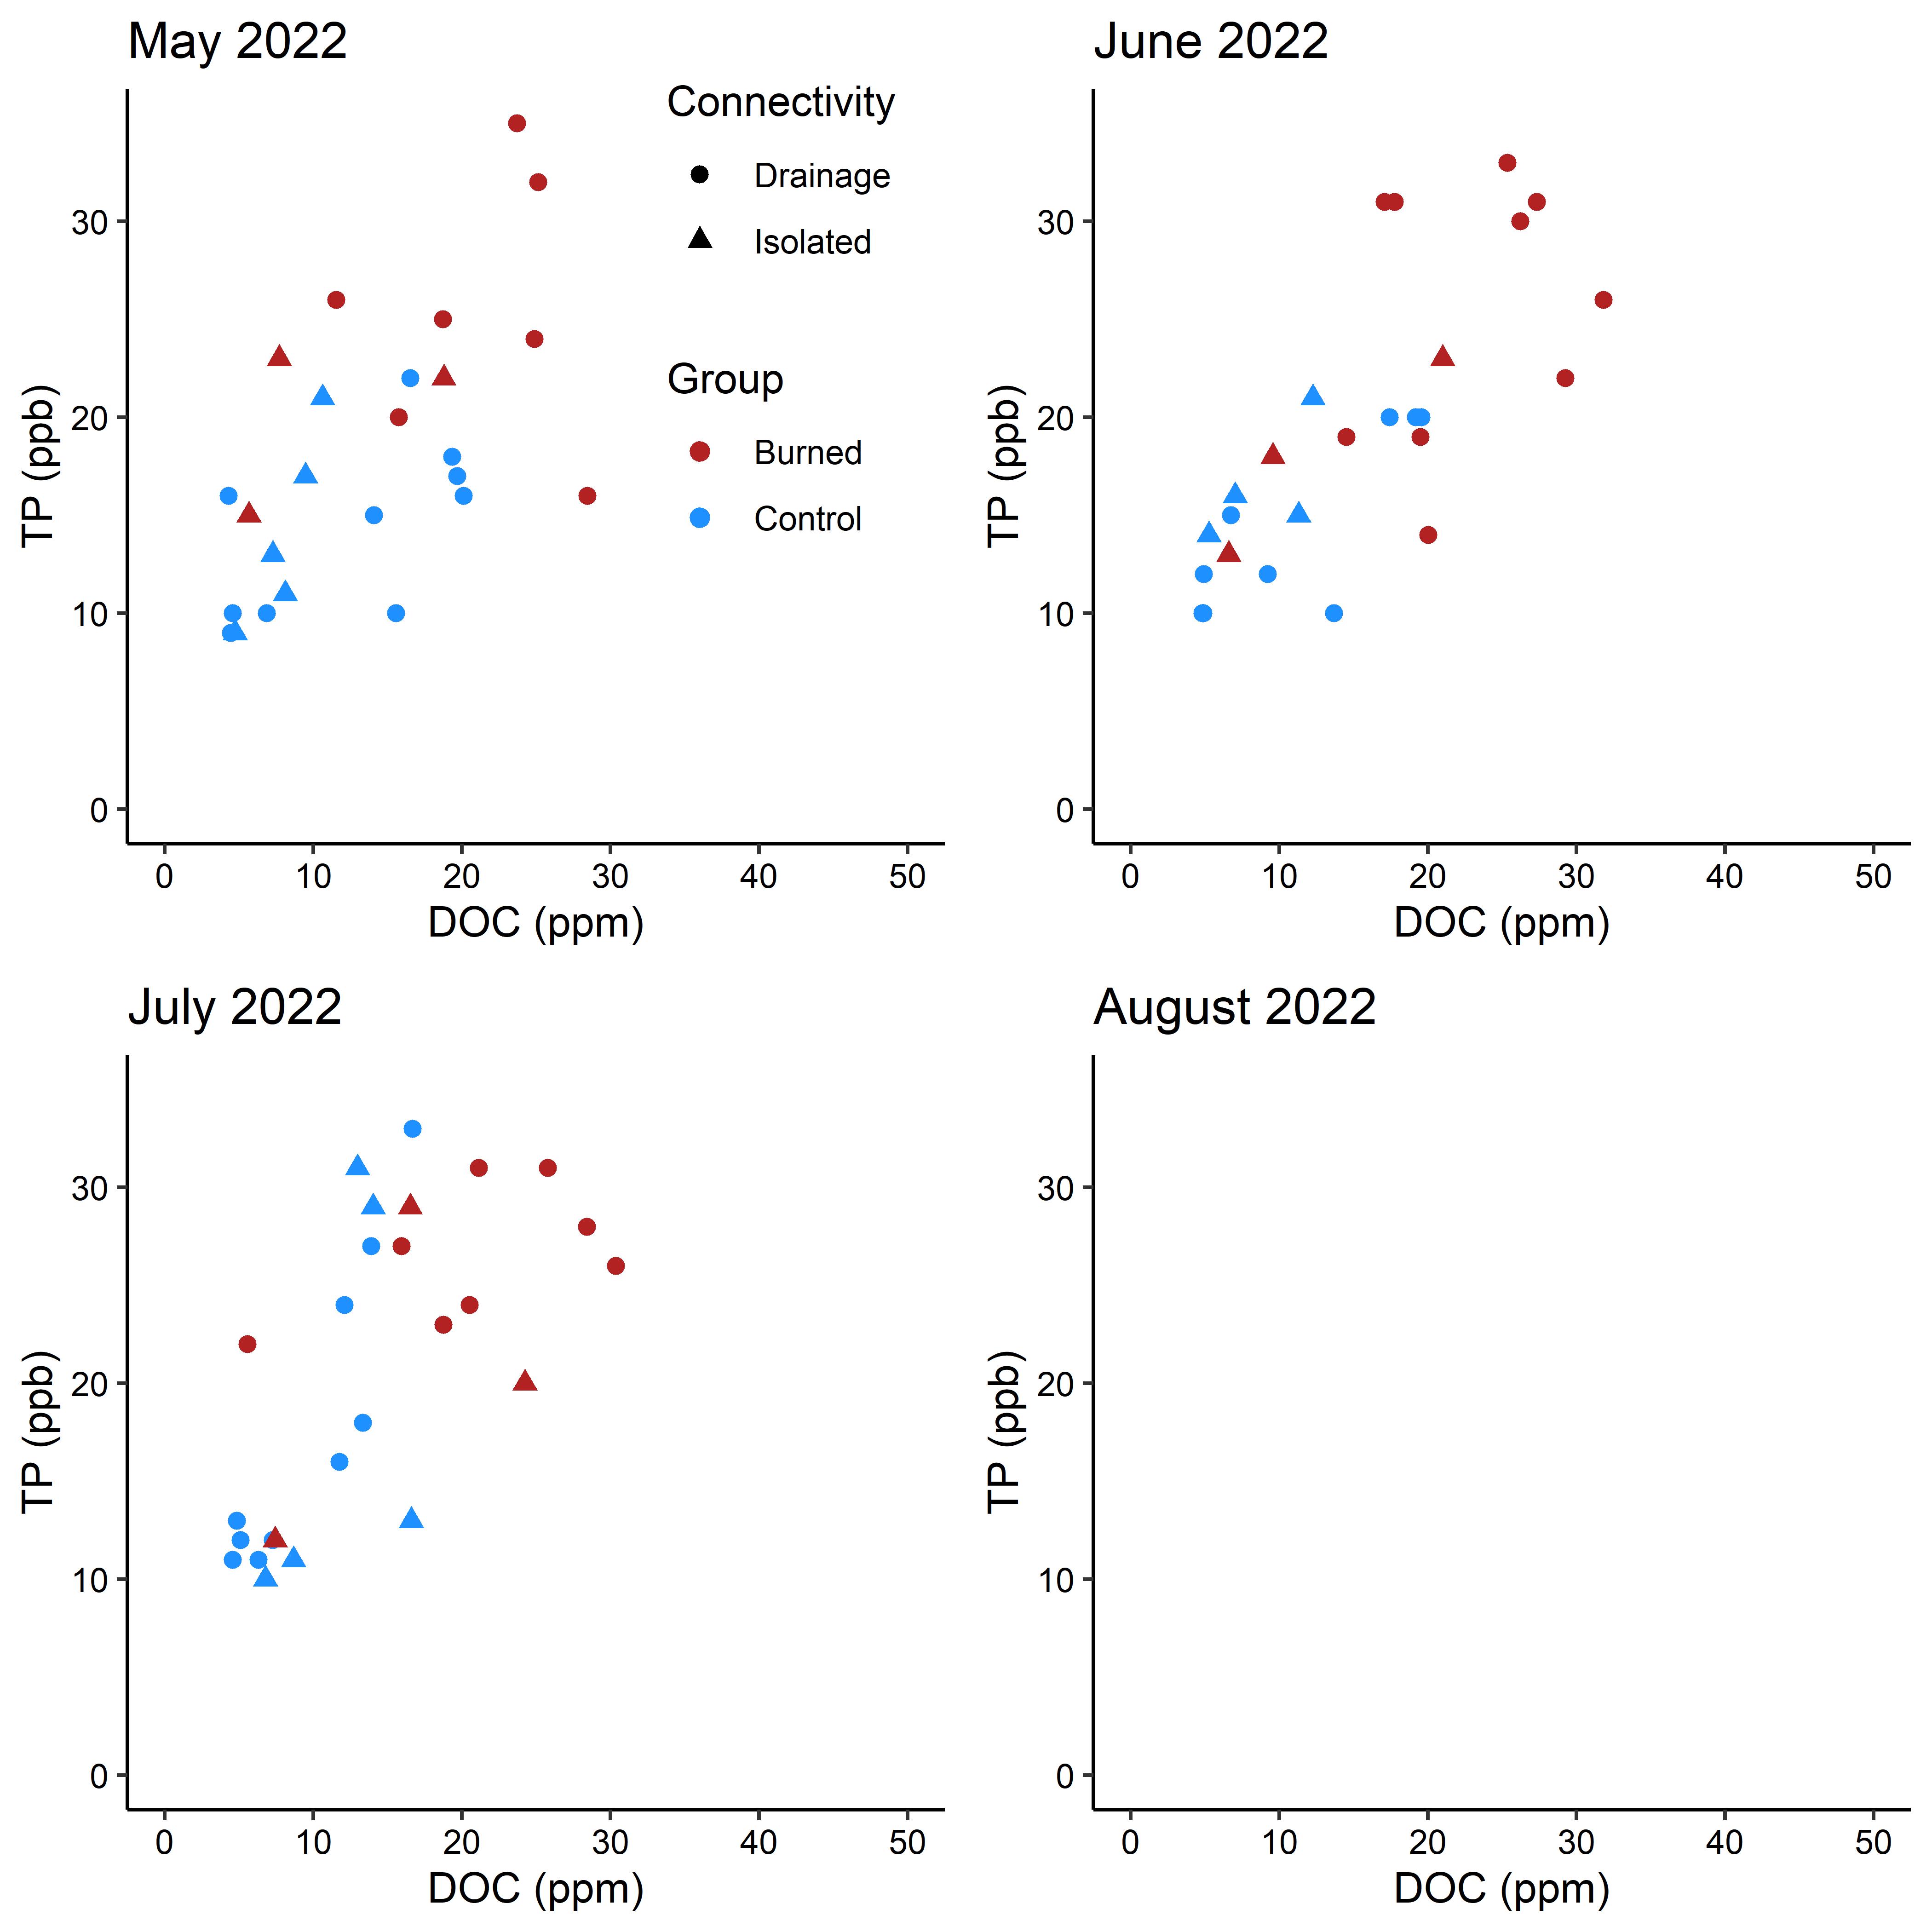 May 2022
Connectivity
Drainage
Isolated
Group
Burned
Control
TP (ppb)
30
20
10
0
0 10 20 30 40 50
DOC (ppm)
June 2022
TP (ppb)
30
20
10
0
0 10 20 30 40 50
DOC (ppm)
July 2022
TP (ppb)
30
20
10
0
0 10 20 30 40 50
DOC (ppm)
August 2022
TP (ppb)
30
20
10
0
0 10 20 30 40 50
DOC (ppm)